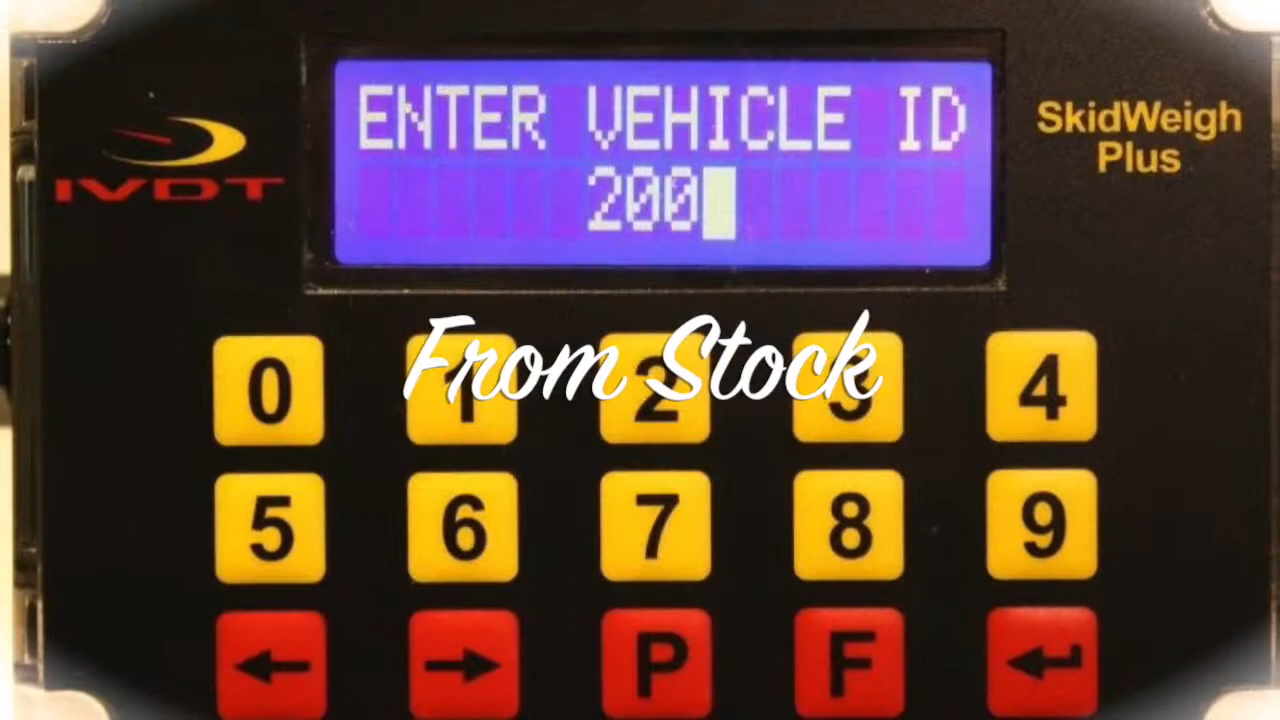 ENTER VEHICLE ID
200
IVDT
SkidWeigh
Plus
From Stock
0 1 2 3 4
5 6 7 8 9
P F